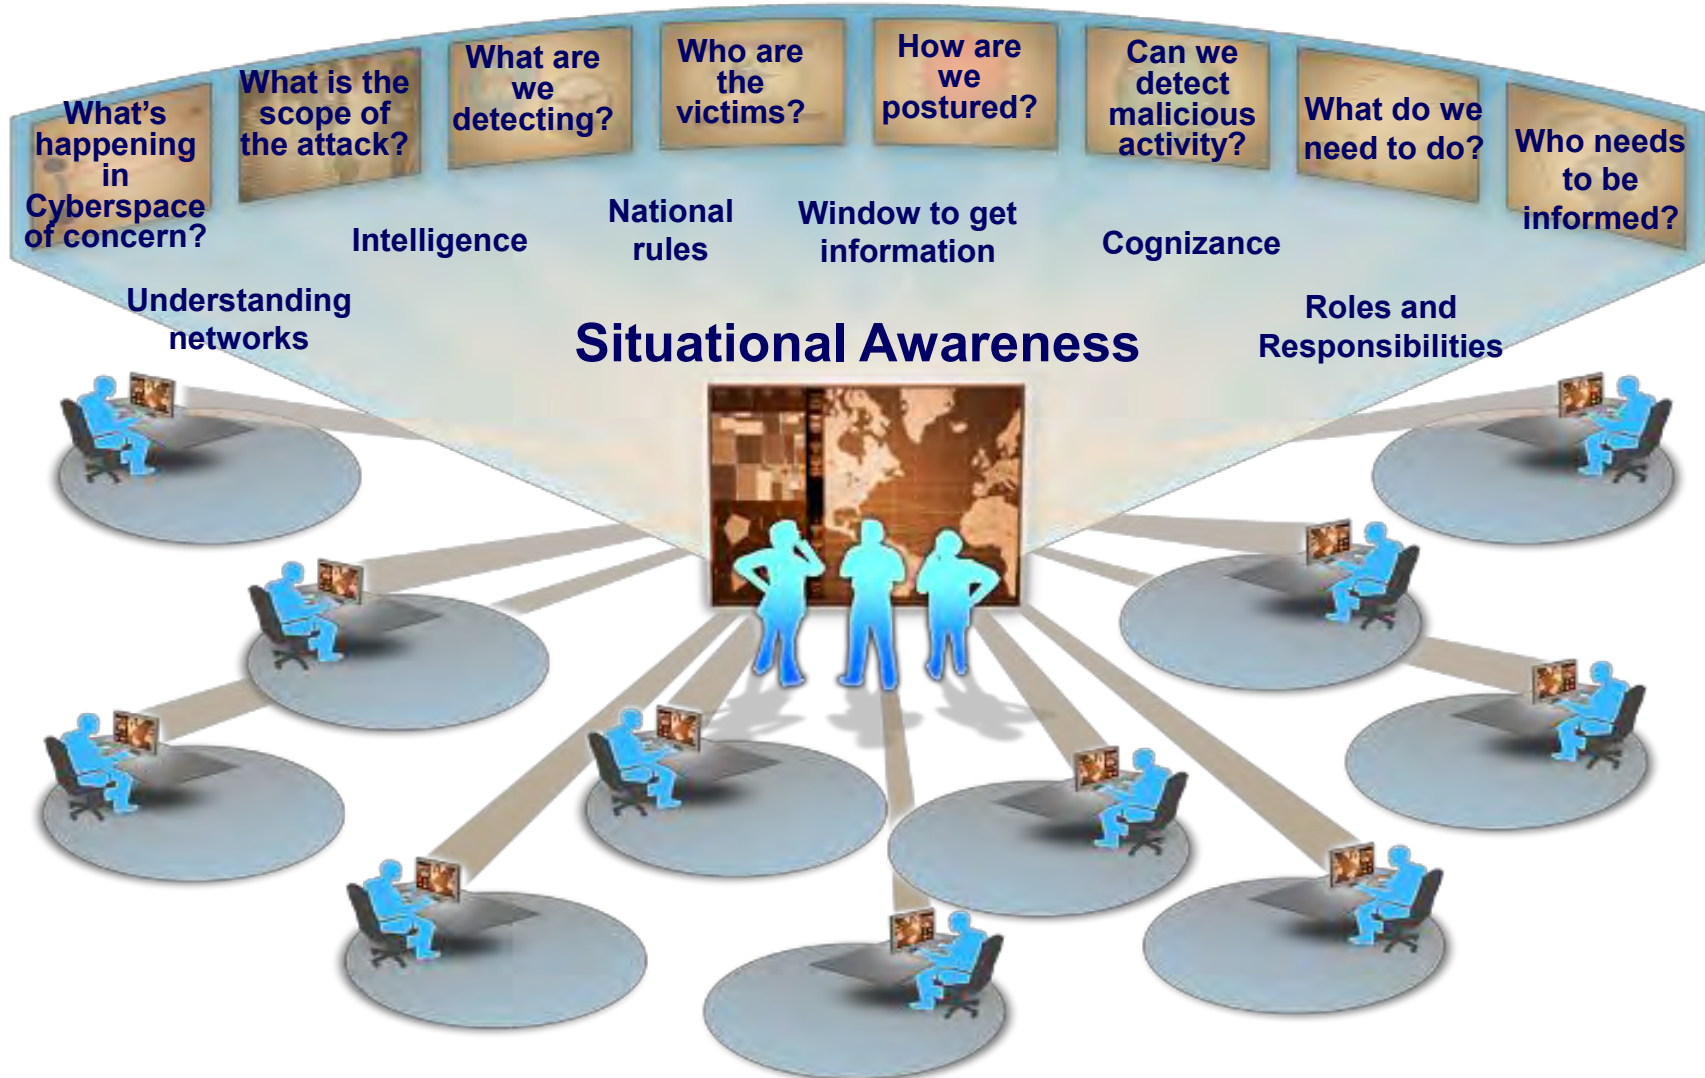 What's
happening
in
Cyberspace
of concern?
What is the
scope of
the attack?
What are
we
detecting?
Who are
the
victims?
How are
we
postured?
Can we
detect
malicious
activity?
What do we
need to do?
Who needs
to be
informed?
Understanding
networks
Intelligence
National
rules
Window to get
information
Cognizance
Roles and
Responsibilities
Situational Awareness